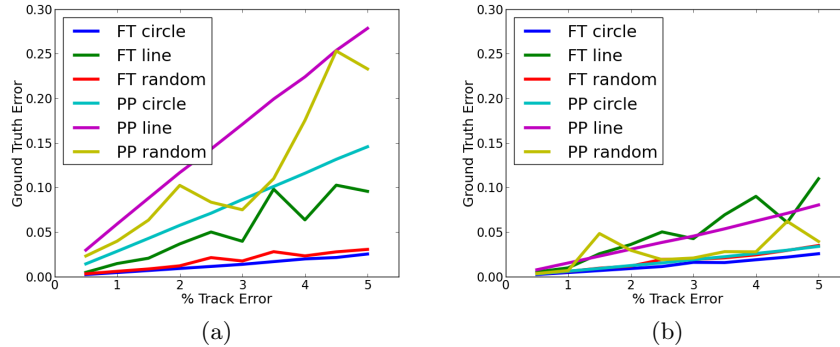 0.30
0.25
0.20
0.15
0.10
0.05
0.00
Ground Truth Error
FT circle
FT line
FT random
PP circle
PP line
PP random
0 1 2 3 4 5
% Track Error
(a)
0.30
0.25
0.20
0.15
0.10
0.05
0.00
Ground Truth Error
FT circle
FT line
FT random
PP circle
PP line
PP random
0 1 2 3 4 5
% Track Error
(b)